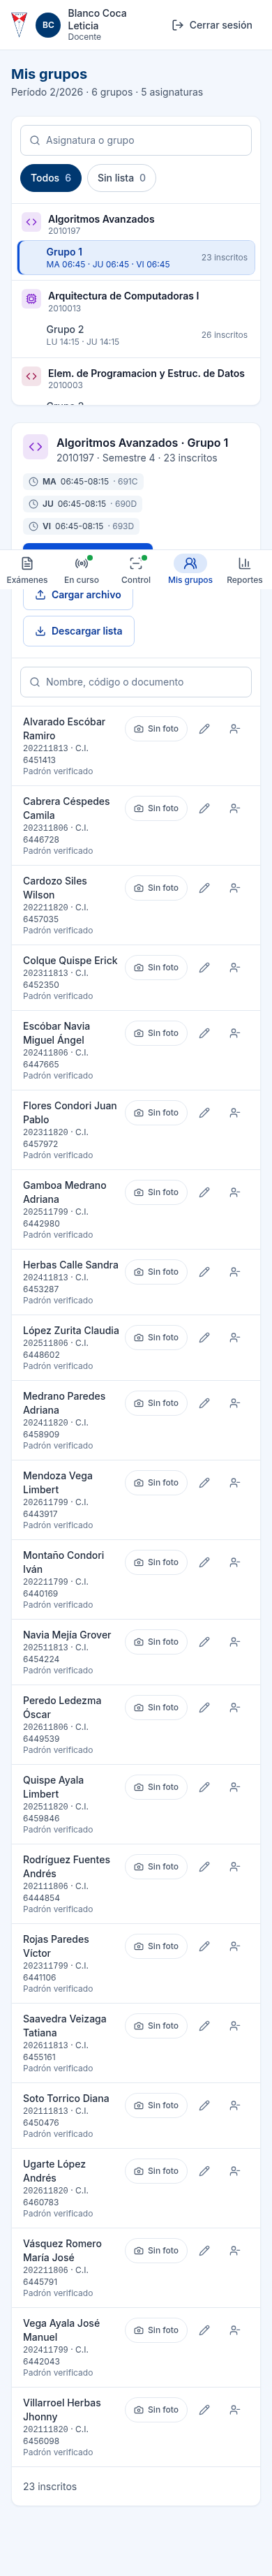 BC
Blanco Coca
Leticia
Docente
Cerrar sesión
Mis grupos
Período 2/2026 · 6 grupos · 5 asignaturas
Asignatura o grupo
Todos 6
Sin lista 0
Algoritmos Avanzados
2010197
Grupo 1
MA 06:45 · JU 06:45 · VI 06:45
23 inscritos
Arquitectura de Computadoras I
2010013
Grupo 2
LU 14:15 · JU 14:15
26 inscritos
Elem. de Programacion y Estruc. de Datos
2010003
Algoritmos Avanzados · Grupo 1
2010197 · Semestre 4 · 23 inscritos
MA 06:45-08:15 · 691C
JU 06:45-08:15 · 690D
VI 06:45-08:15 · 693D
Exámenes
En curso
Control
Mis grupos
Reportes
Cargar archivo
Descargar lista
Nombre, código o documento
Alvarado Escóbar
Ramiro
202211813 · C.I.
6451413
Padrón verificado
Sin foto
Cabrera Céspedes
Camila
202311806 · C.I.
6446728
Padrón verificado
Sin foto
Cardozo Siles
Wilson
202211820 · C.I.
6457035
Padrón verificado
Sin foto
Colque Quispe Erick
202311813 · C.I.
6452350
Padrón verificado
Sin foto
Escóbar Navia
Miguel Ángel
202411806 · C.I.
6447665
Padrón verificado
Sin foto
Flores Condori Juan
Pablo
202311820 · C.I.
6457972
Padrón verificado
Sin foto
Gamboa Medrano
Adriana
202511799 · C.I.
6442980
Padrón verificado
Sin foto
Herbas Calle Sandra
202411813 · C.I.
6453287
Padrón verificado
Sin foto
López Zurita Claudia
202511806 · C.I.
6448602
Padrón verificado
Sin foto
Medrano Paredes
Adriana
202411820 · C.I.
6458909
Padrón verificado
Sin foto
Mendoza Vega
Limbert
202611799 · C.I.
6443917
Padrón verificado
Sin foto
Montaño Condori
Iván
202211799 · C.I.
6440169
Padrón verificado
Sin foto
Navia Mejía Grover
202511813 · C.I.
6454224
Padrón verificado
Sin foto
Peredo Ledezma
Óscar
202611806 · C.I.
6449539
Padrón verificado
Sin foto
Quispe Ayala
Limbert
202511820 · C.I.
6459846
Padrón verificado
Sin foto
Rodríguez Fuentes
Andrés
202111806 · C.I.
6444854
Padrón verificado
Sin foto
Rojas Paredes
Víctor
202311799 · C.I.
6441106
Padrón verificado
Sin foto
Saavedra Veizaga
Tatiana
202611813 · C.I.
6455161
Padrón verificado
Sin foto
Soto Torrico Diana
202111813 · C.I.
6450476
Padrón verificado
Sin foto
Ugarte López
Andrés
202611820 · C.I.
6460783
Padrón verificado
Sin foto
Vásquez Romero
María José
202211806 · C.I.
6445791
Padrón verificado
Sin foto
Vega Ayala José
Manuel
202411799 · C.I.
6442043
Padrón verificado
Sin foto
Villarroel Herbas
Jhonny
202111820 · C.I.
6456098
Padrón verificado
Sin foto
23 inscritos